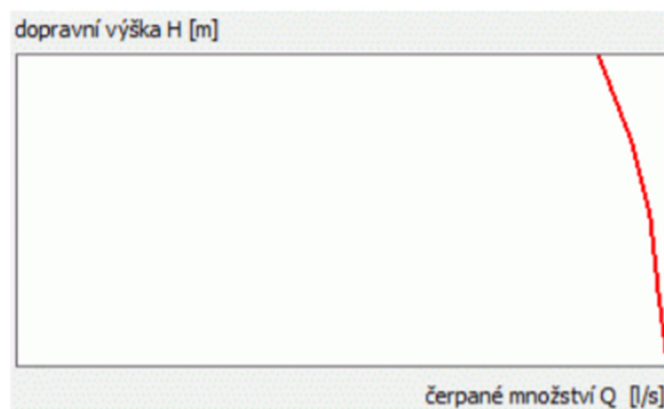 dopravní výška H [m]
čerpané množství Q [l/s]